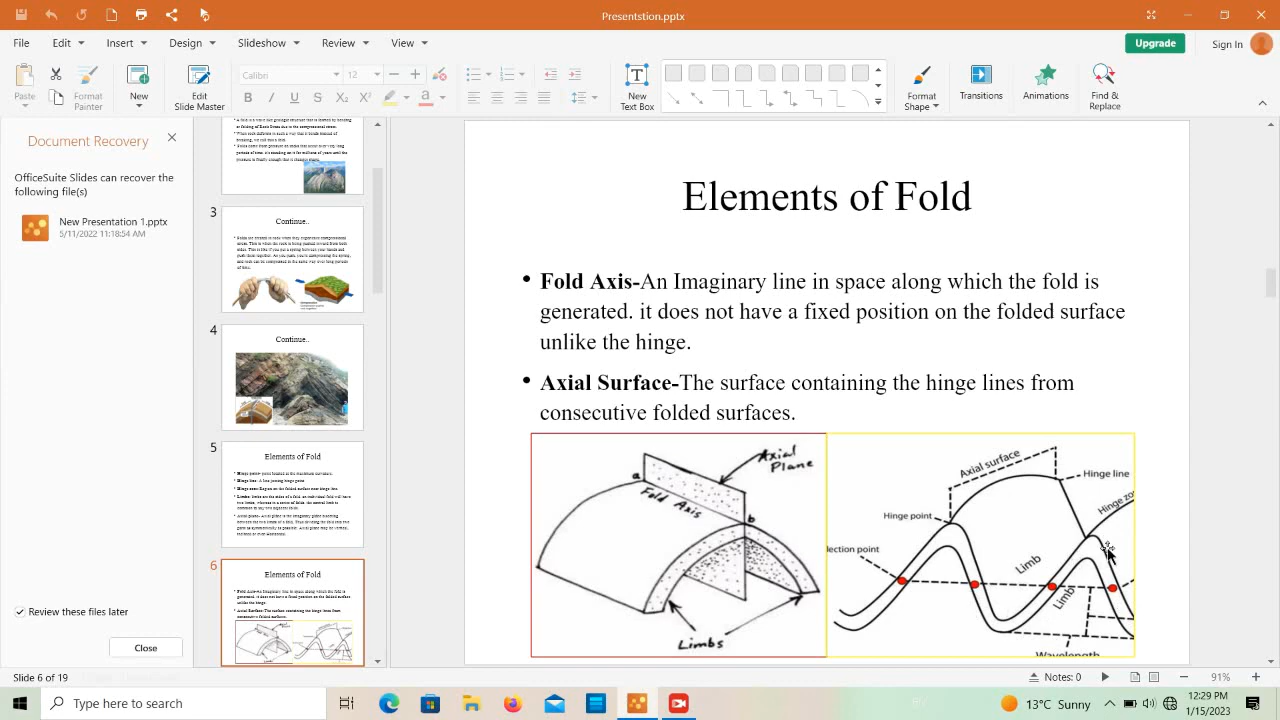 Presenstion.pptx
File Edit Insert Design Slideshow Review View
Upgrade Sign In
Calibri 12
Paste Format Painter New Edit Slide Master B I U S X₂ X² New Text Box Format Shape Transitions Animations Find & Replace
Document Recovery
OfficeSuite Slides can recover the
following file(s)
New Presentation 1.pptx
5/11/2022 11:18:54 AM
Review these files later
Close
3
Continue..
4
Continue..
5
Elements of Fold
6
Elements of Fold
Elements of Fold
• Fold Axis-An Imaginary line in space along which the fold is
generated. it does not have a fixed position on the folded surface
unlike the hinge.
• Axial Surface-The surface containing the hinge lines from
consecutive folded surfaces.
a
Axial
Plane
Fold Axis
b
Limbs
Axial surface
Hinge line
Hinge point
Hinge zo
lection point
Limb
Limb
Wavelength
Slide 6 of 19
Notes: 0
91%
Type here to search
13°C Sunny
12:29 PM
1/15/2023